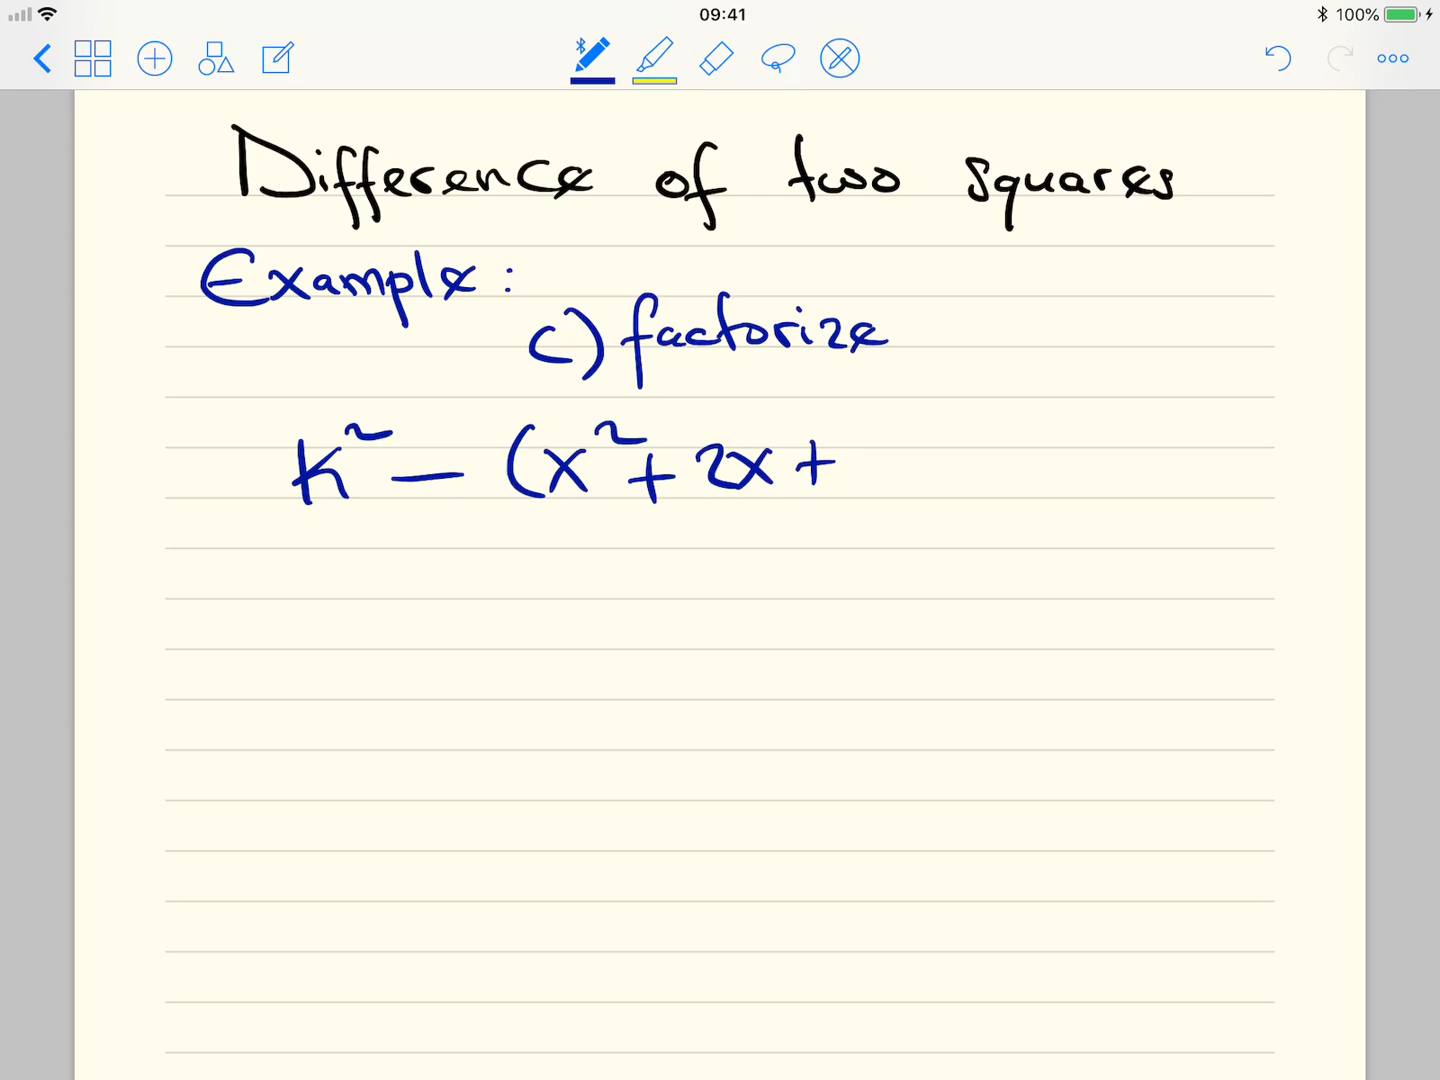 09:41
100%
Difference of two squares
Example:
c) factorize
K² – (x² + 2x +